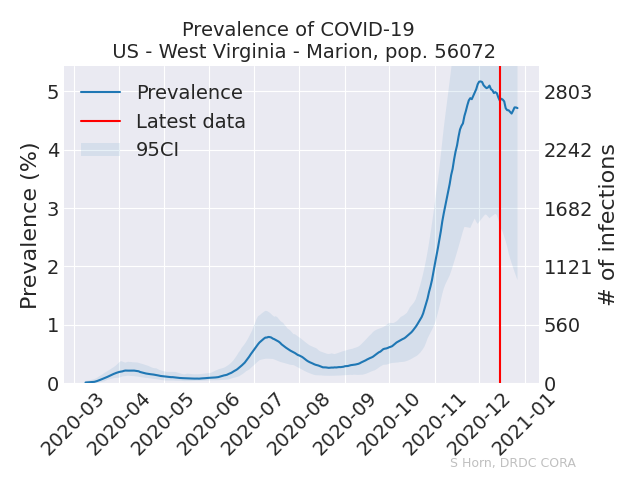 Prevalence of COVID-19
US - West Virginia - Marion, pop. 56072
Prevalence
Latest data
95CI
Prevalence (%)
5
4
3
2
1
0
2803
2242
1682
1121
560
0
# of infections
2020-03
2020-04
2020-05
2020-06
2020-07
2020-08
2020-09
2020-10
2020-11
2020-12
2021-01
S Horn, DRDC CORA